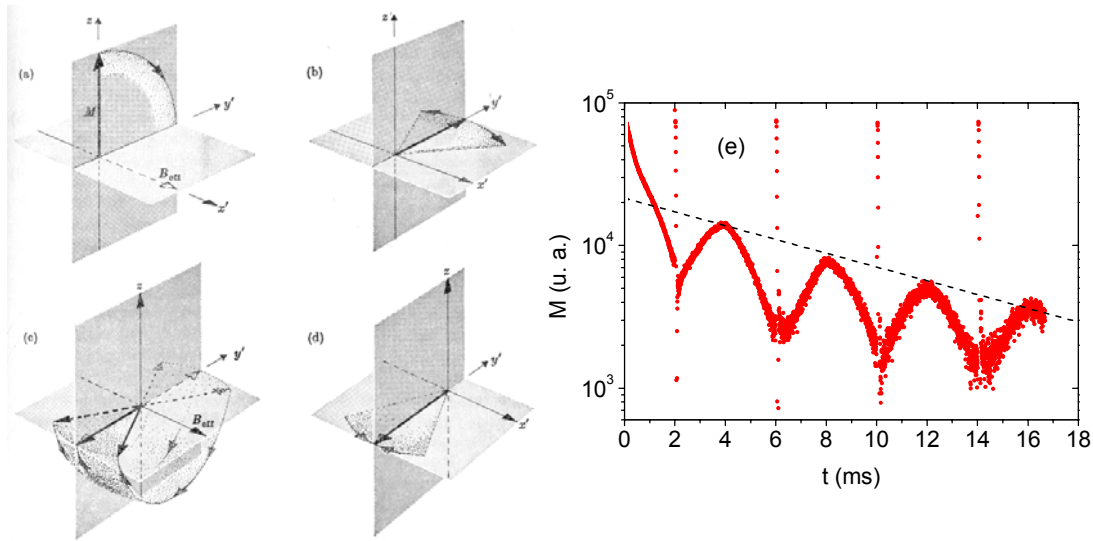 (a)
z
M
y'
B_eff
x'
(b)
z'
y'
x'
(c)
z
y'
B_eff
(d)
z
y'
x'
(e)
M (u. a.)
10^5
10^4
10^3
0 2 4 6 8 10 12 14 16 18
t (ms)